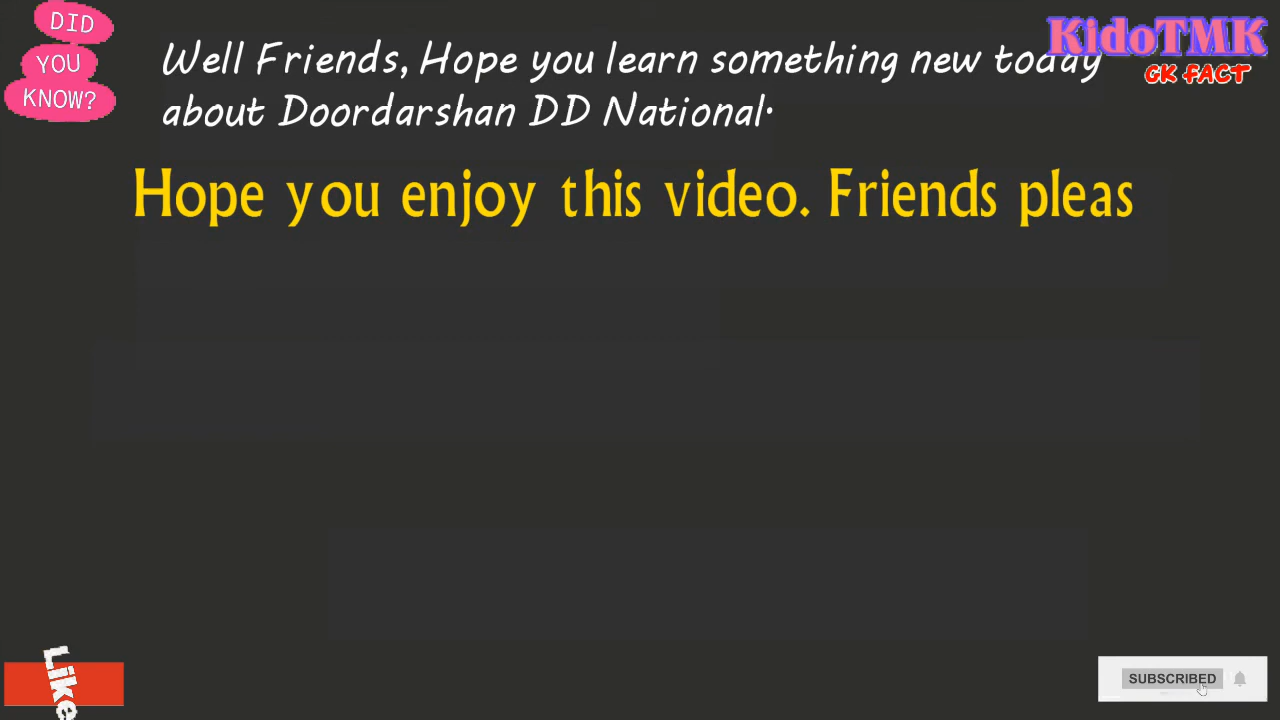 DID
YOU
KNOW?
KidoTMK
GK FACT
Well Friends, Hope you learn something new today
about Doordarshan DD National.
Hope you enjoy this video. Friends pleas
Like
SUBSCRIBED